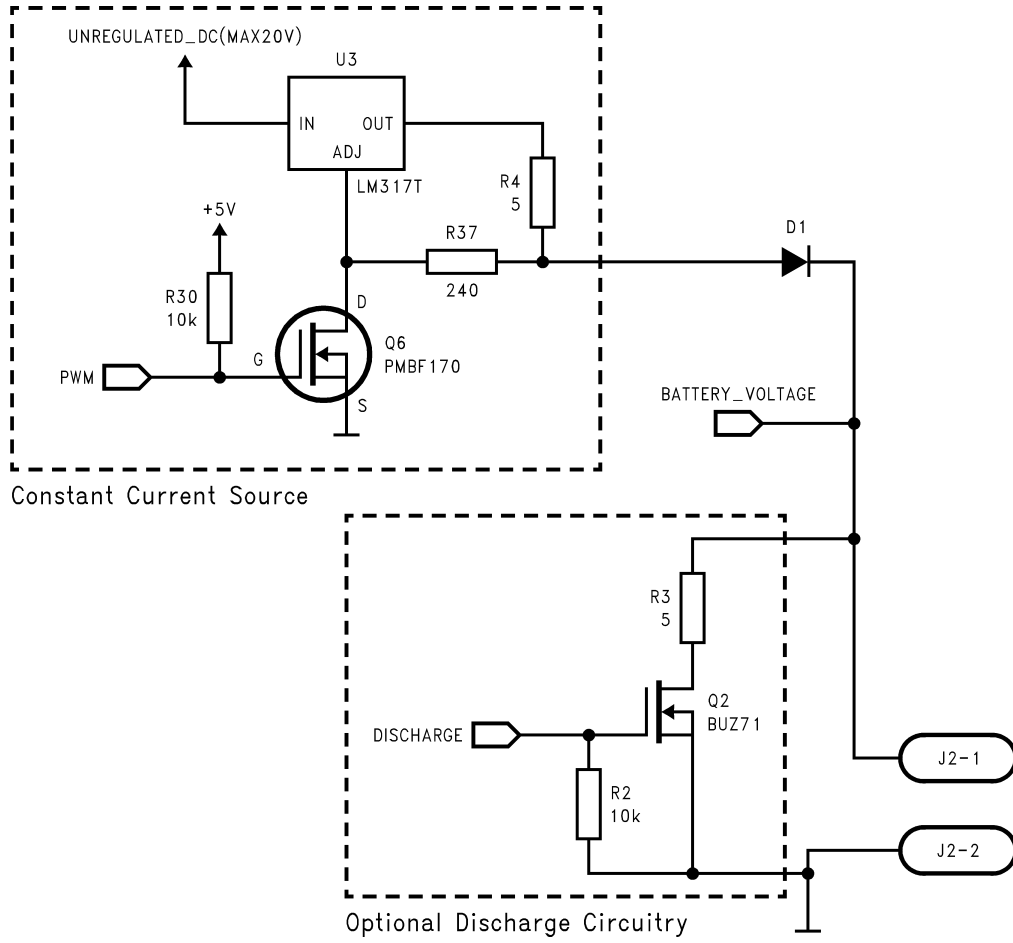 UNREGULATED_DC(MAX20V)
U3
IN
OUT
ADJ
LM317T
R4
5
+5V
R37
240
D1
R30
10k
D
G
Q6
PMBF170
S
PWM
BATTERY_VOLTAGE
Constant Current Source
R3
5
Q2
BUZ71
DISCHARGE
R2
10k
J2-1
J2-2
Optional Discharge Circuitry